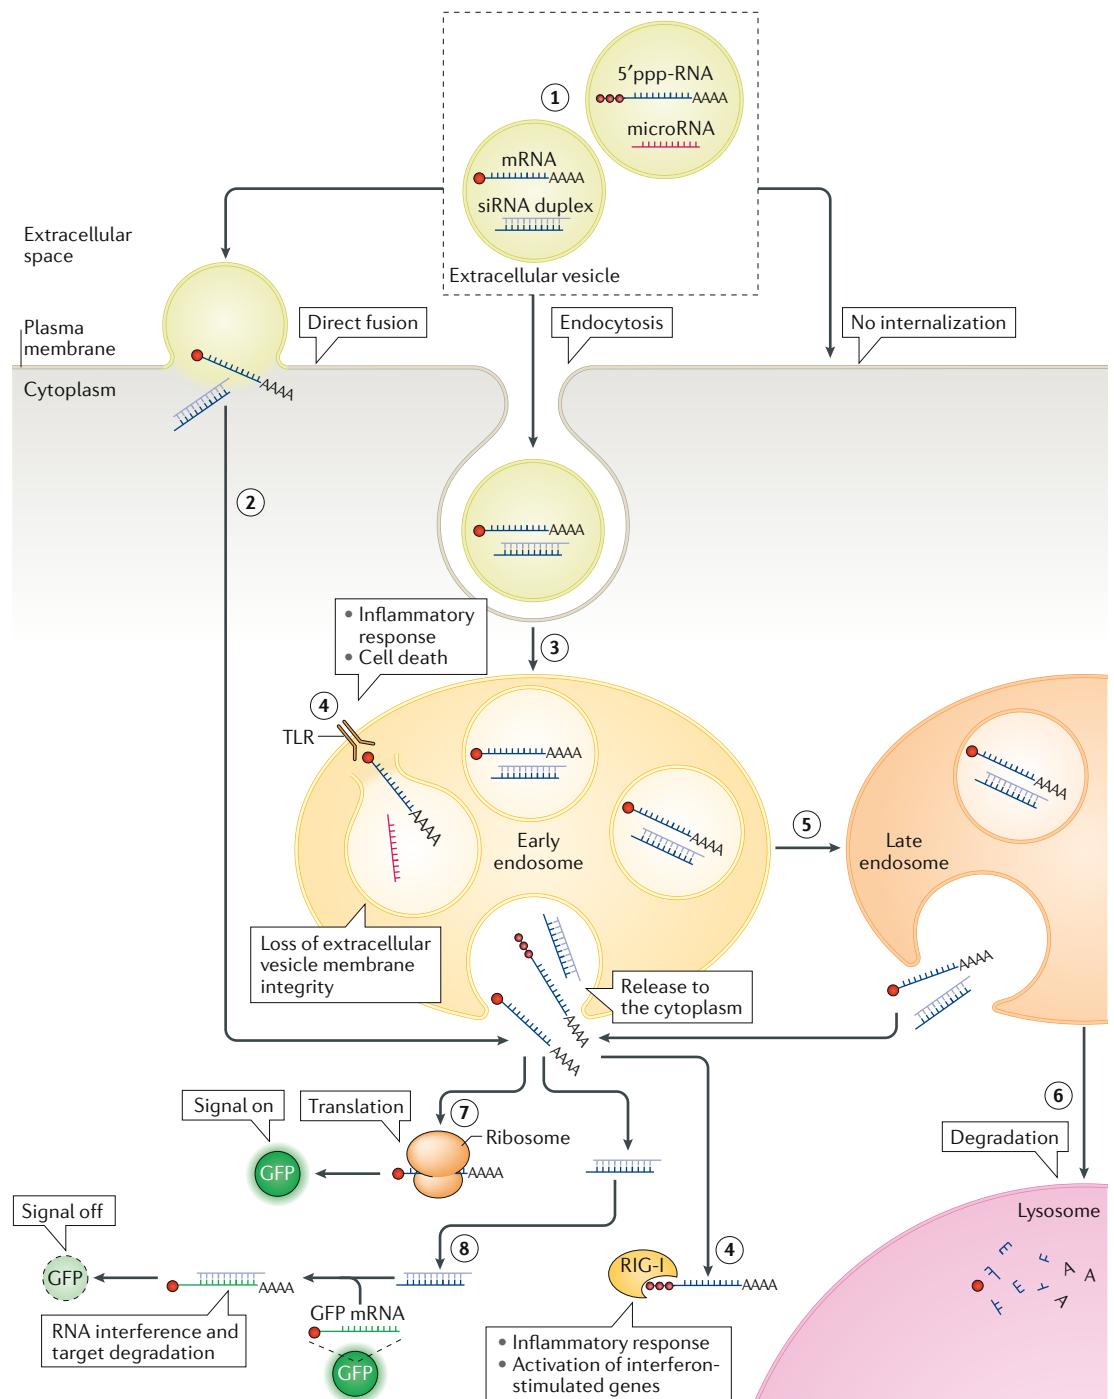 5′ppp-RNA
AAAA
microRNA
1
mRNA
AAAA
siRNA duplex
Extracellular vesicle
Extracellular
space
Plasma
membrane
Cytoplasm
Direct fusion
Endocytosis
No internalization
AAAA
2
AAAA
• Inflammatory
response
• Cell death
3
4
TLR
AAAA
AAAA
AAAA
AAAA
Early
endosome
5
Late
endosome
AAAA
Loss of extracellular
vesicle membrane
integrity
Release to
the cytoplasm
AAAA
AAAA
AAAA
6
Degradation
Signal on
Translation
7
Ribosome
GFP
AAAA
Signal off
GFP
AAAA
8
GFP mRNA
GFP
RNA interference and
target degradation
4
RIG-I
AAAA
• Inflammatory response
• Activation of interferon-
stimulated genes
Lysosome
A A
A